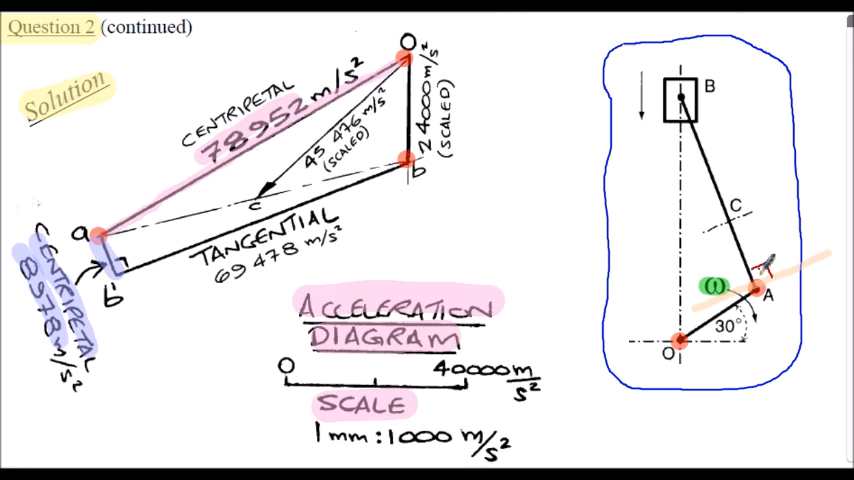 Question 2 (continued)
Solution
CENTRIPETAL
78952 m/s²
O
24000 m/s²
(SCALED)
45 476 m/s²
(SCALED)
b
c
a
TANGENTIAL
69 478 m/s²
b'
CENTRIPETAL
8978 m/s²
ACCELERATION
DIAGRAM
O 40000 m/s²
SCALE
1mm : 1000 m/s²
B
C
ω
A
30°
O